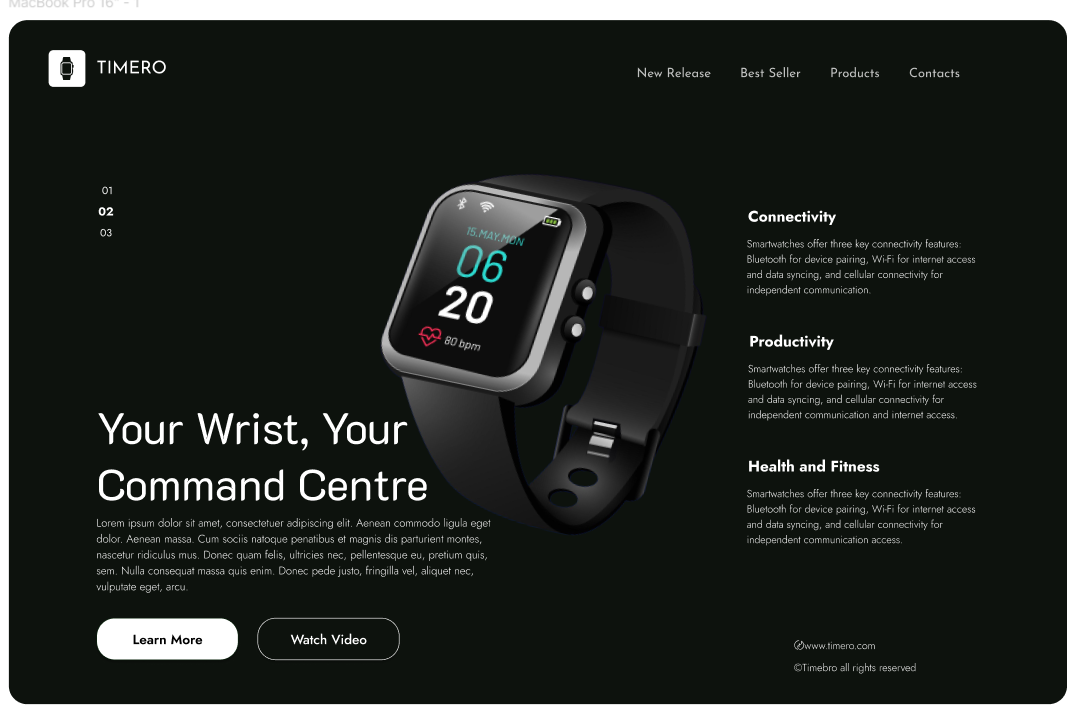 MacBook Pro 16" - 1
TIMERO
New Release Best Seller Products Contacts
01
02
03
15.MAY.MON
06
20
80 bpm
Your Wrist, Your
Command Centre
Lorem ipsum dolor sit amet, consectetuer adipiscing elit. Aenean commodo ligula eget
dolor. Aenean massa. Cum sociis natoque penatibus et magnis dis parturient montes,
nascetur ridiculus mus. Donec quam felis, ultricies nec, pellentesque eu, pretium quis,
sem. Nulla consequat massa quis enim. Donec pede justo, fringilla vel, aliquet nec,
vulputate eget, arcu.
Learn More
Watch Video
Connectivity
Smartwatches offer three key connectivity features:
Bluetooth for device pairing, Wi-Fi for internet access
and data syncing, and cellular connectivity for
independent communication.
Productivity
Smartwatches offer three key connectivity features:
Bluetooth for device pairing, Wi-Fi for internet access
and data syncing, and cellular connectivity for
independent communication and internet access.
Health and Fitness
Smartwatches offer three key connectivity features:
Bluetooth for device pairing, Wi-Fi for internet access
and data syncing, and cellular connectivity for
independent communication access.
www.timero.com
©Timebro all rights reserved